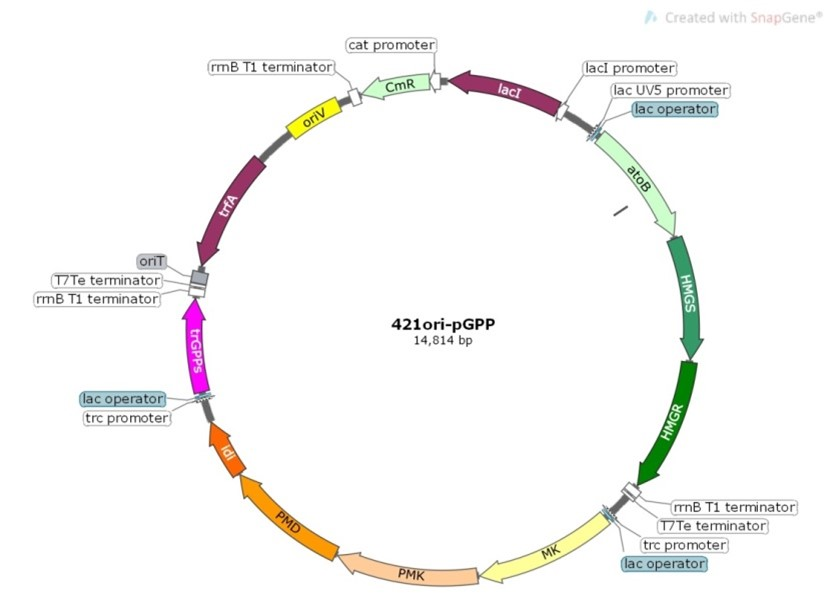 Created with SnapGene®
cat promoter
rrnB T1 terminator
CmR
lacI
lacI promoter
lac UV5 promoter
lac operator
oriV
atoB
trfA
HMGS
oriT
T7Te terminator
rrnB T1 terminator
421ori-pGPP
14,814 bp
trGPPs
HMGR
lac operator
trc promoter
idi
rrnB T1 terminator
T7Te terminator
trc promoter
lac operator
PMD
MK
PMK